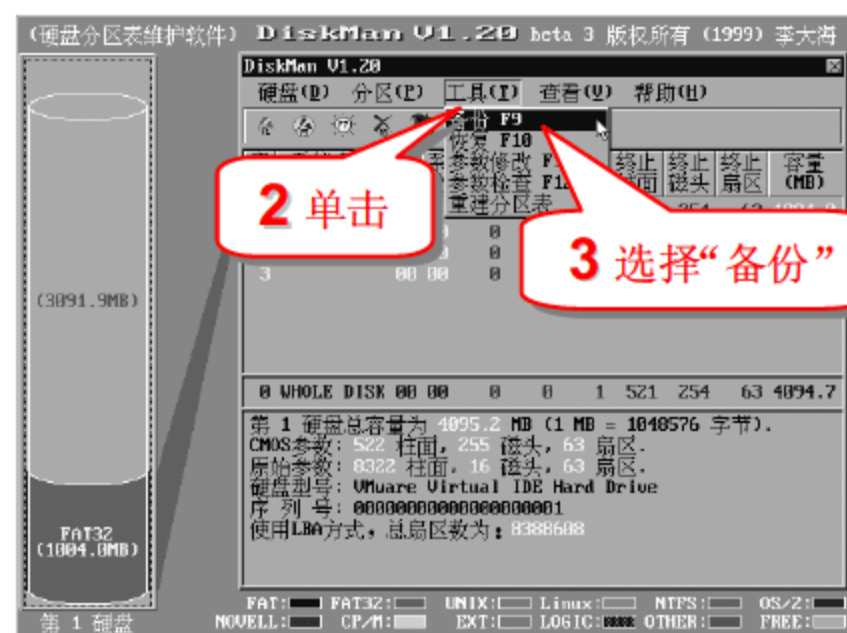 (硬盘分区表维护软件) DiskMan V1.20 beta 3 版权所有 (1999) 李大海
DiskMan V1.20
硬盘(D) 分区(P) 工具(T) 查看(V) 帮助(H)
备份 F9
恢复 F10
参数修改
参数检查
重建分区表
终止 终止 终止 容量
柱面 磁头 扇区 (MB)
2 单击
3 选择“备份”
0
0
3 00 00 0
(3091.9MB)
0 WHOLE DISK 00 00 0 0 1 521 254 63 4094.7
第 1 硬盘总容量为 4095.2 MB (1 MB = 1048576 字节).
CMOS参数: 522 柱面, 255 磁头, 63 扇区.
原始参数: 8322 柱面, 16 磁头, 63 扇区.
硬盘型号: VMware Virtual IDE Hard Drive
序 列 号: 00000000000000000001
使用LBA方式, 总扇区数为: 8388608
FAT32
(1004.0MB)
第 1 硬盘
FAT: FAT32: UNIX: Linux: NTFS: OS/2:
NOVELL: CP/M: EXT: LOGIC: OTHER: FREE: